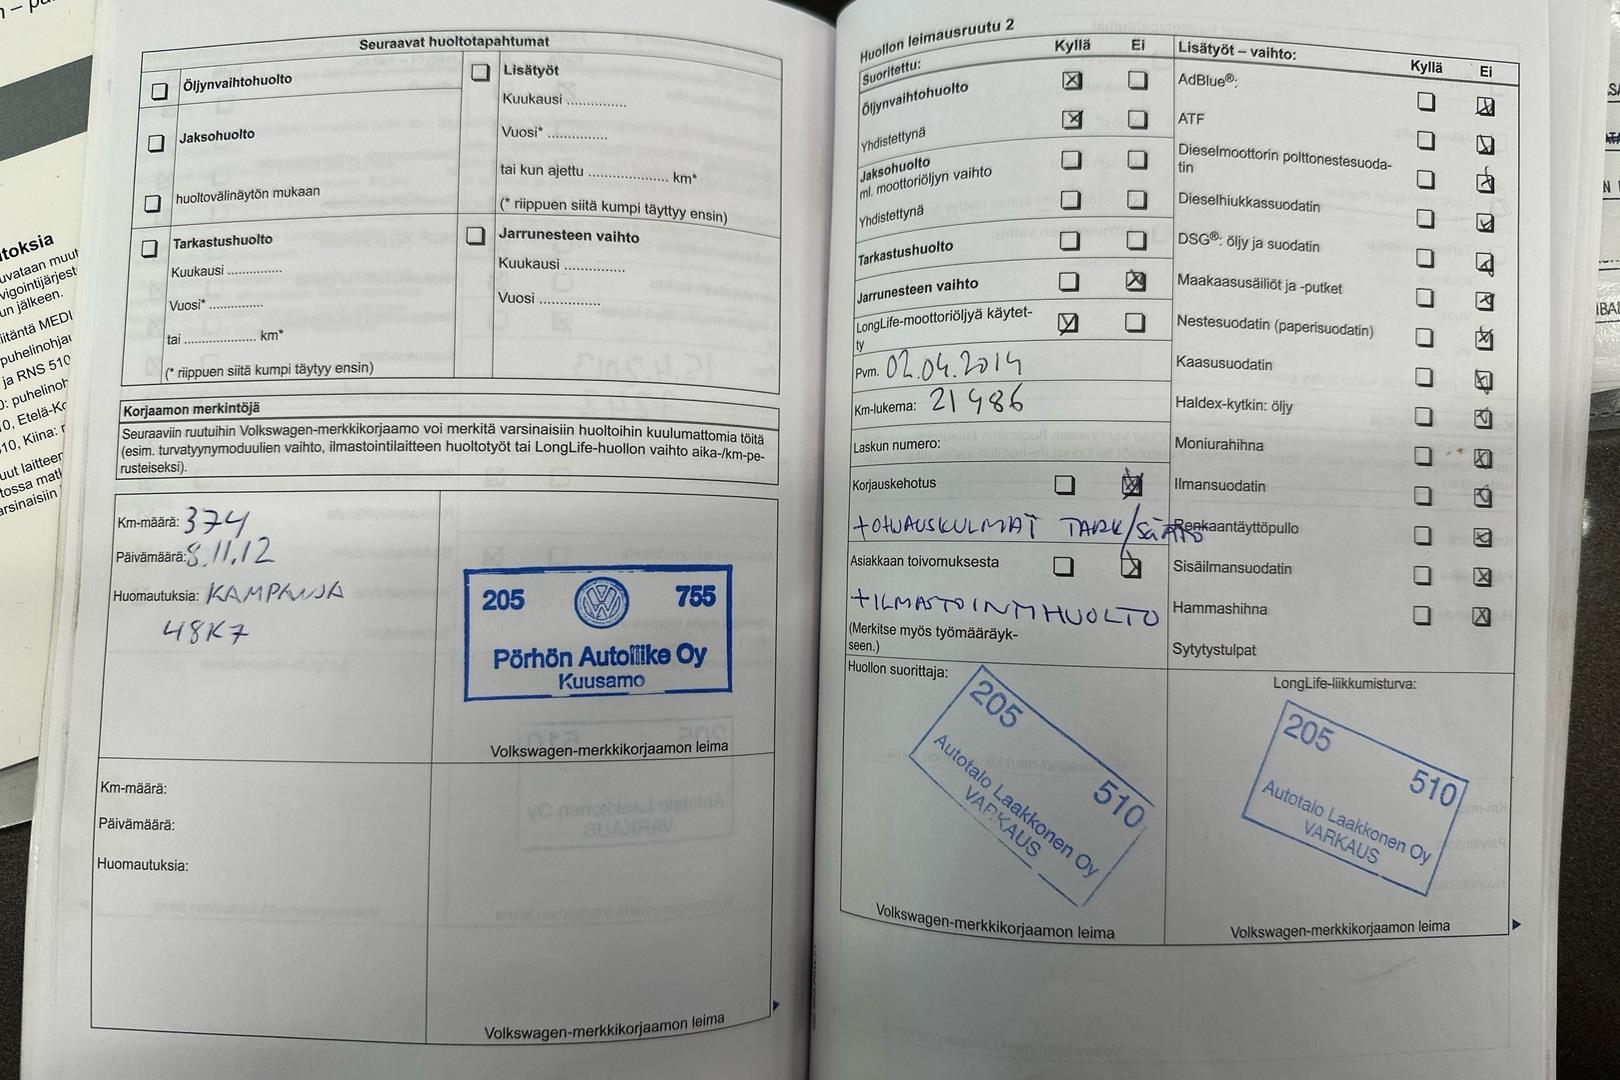 Seuraavat huoltotapahtumat
Öljynvaihtohuolto
Jaksohuolto
huoltovälinäytön mukaan
Lisätyöt
Kuukausi ..............
Vuosi* ..............
tai kun ajettu .................... km*
(* riippuen siitä kumpi täyttyy ensin)
Tarkastushuolto
Kuukausi ..............
Vuosi* ..............
tai .................... km*
(* riippuen siitä kumpi täytyy ensin)
Jarrunesteen vaihto
Kuukausi ..............
Vuosi ..............
Korjaamon merkintöjä
Seuraaviin ruutuihin Volkswagen-merkkikorjaamo voi merkitä varsinaisiin huoltoihin kuulumattomia töitä
(esim. turvatyynymoduulien vaihto, ilmastointilaitteen huoltotyöt tai LongLife-huollon vaihto aika-/km-pe-
rusteiseksi).
Km-määrä: 374
Päivämäärä: 8.11.12
Huomautuksia: KAMPANJA
48K7
205 755
Pörhön Autoliike Oy
Kuusamo
Volkswagen-merkkikorjaamon leima
Km-määrä:
Päivämäärä:
Huomautuksia:
Volkswagen-merkkikorjaamon leima
Huollon leimausruutu 2
Suoritettu: Kyllä Ei
Öljynvaihtohuolto
Yhdistettynä
Jaksohuolto
ml. moottoriöljyn vaihto
Yhdistettynä
Tarkastushuolto
Jarrunesteen vaihto
LongLife-moottoriöljyä käytet-
ty
Pvm. 02.04.2014
Km-lukema: 21486
Laskun numero:
Korjauskehotus
+OHJAUSKULMAT TARK/SÄÄTÖ
Asiakkaan toivomuksesta
+ILMASTOINTIHUOLTO
(Merkitse myös työmääräyk-
seen.)
Huollon suorittaja:
205 510
Autotalo Laakkonen Oy
VARKAUS
Volkswagen-merkkikorjaamon leima
Lisätyöt – vaihto: Kyllä Ei
AdBlue®:
ATF
Dieselmoottorin polttonestesuoda-
tin
Dieselhiukkassuodatin
DSG®: öljy ja suodatin
Maakaasusäiliöt ja -putket
Nestesuodatin (paperisuodatin)
Kaasusuodatin
Haldex-kytkin: öljy
Moniurahihna
Ilmansuodatin
Renkaantäyttöpullo
Sisäilmansuodatin
Hammashihna
Sytytystulpat
LongLife-liikkumisturva:
205 510
Autotalo Laakkonen Oy
VARKAUS
Volkswagen-merkkikorjaamon leima